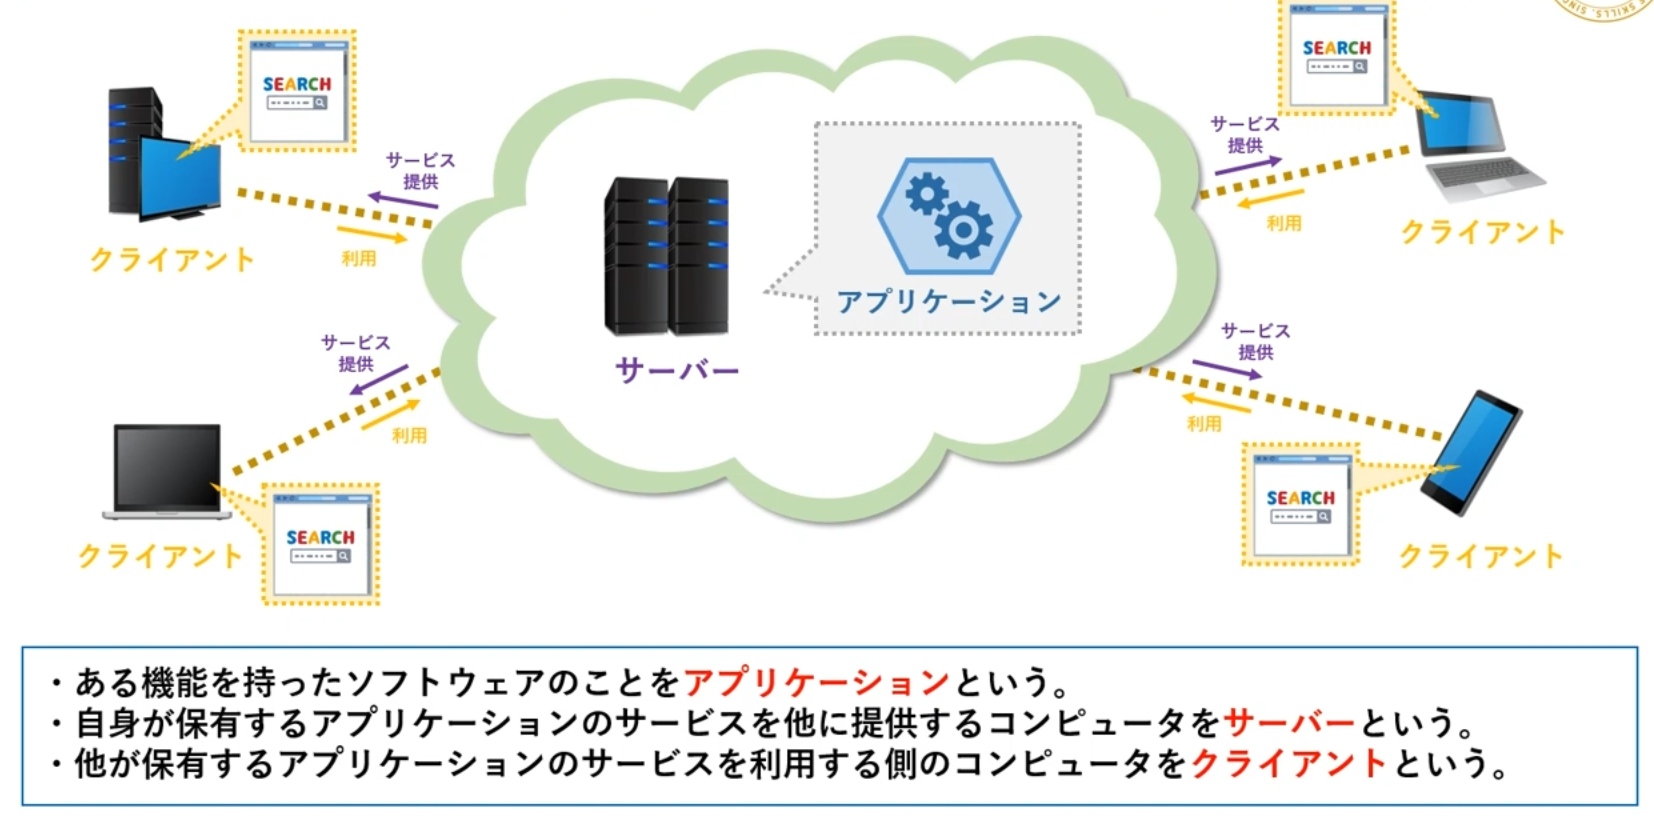 SEARCH
サービス
提供
利用
クライアント
SEARCH
サービス
提供
利用
クライアント
サーバー
アプリケーション
サービス
提供
利用
クライアント
SEARCH
サービス
提供
利用
クライアント
SEARCH
・ある機能を持ったソフトウェアのことをアプリケーションという。
・自身が保有するアプリケーションのサービスを他に提供するコンピュータをサーバーという。
・他が保有するアプリケーションのサービスを利用する側のコンピュータをクライアントという。